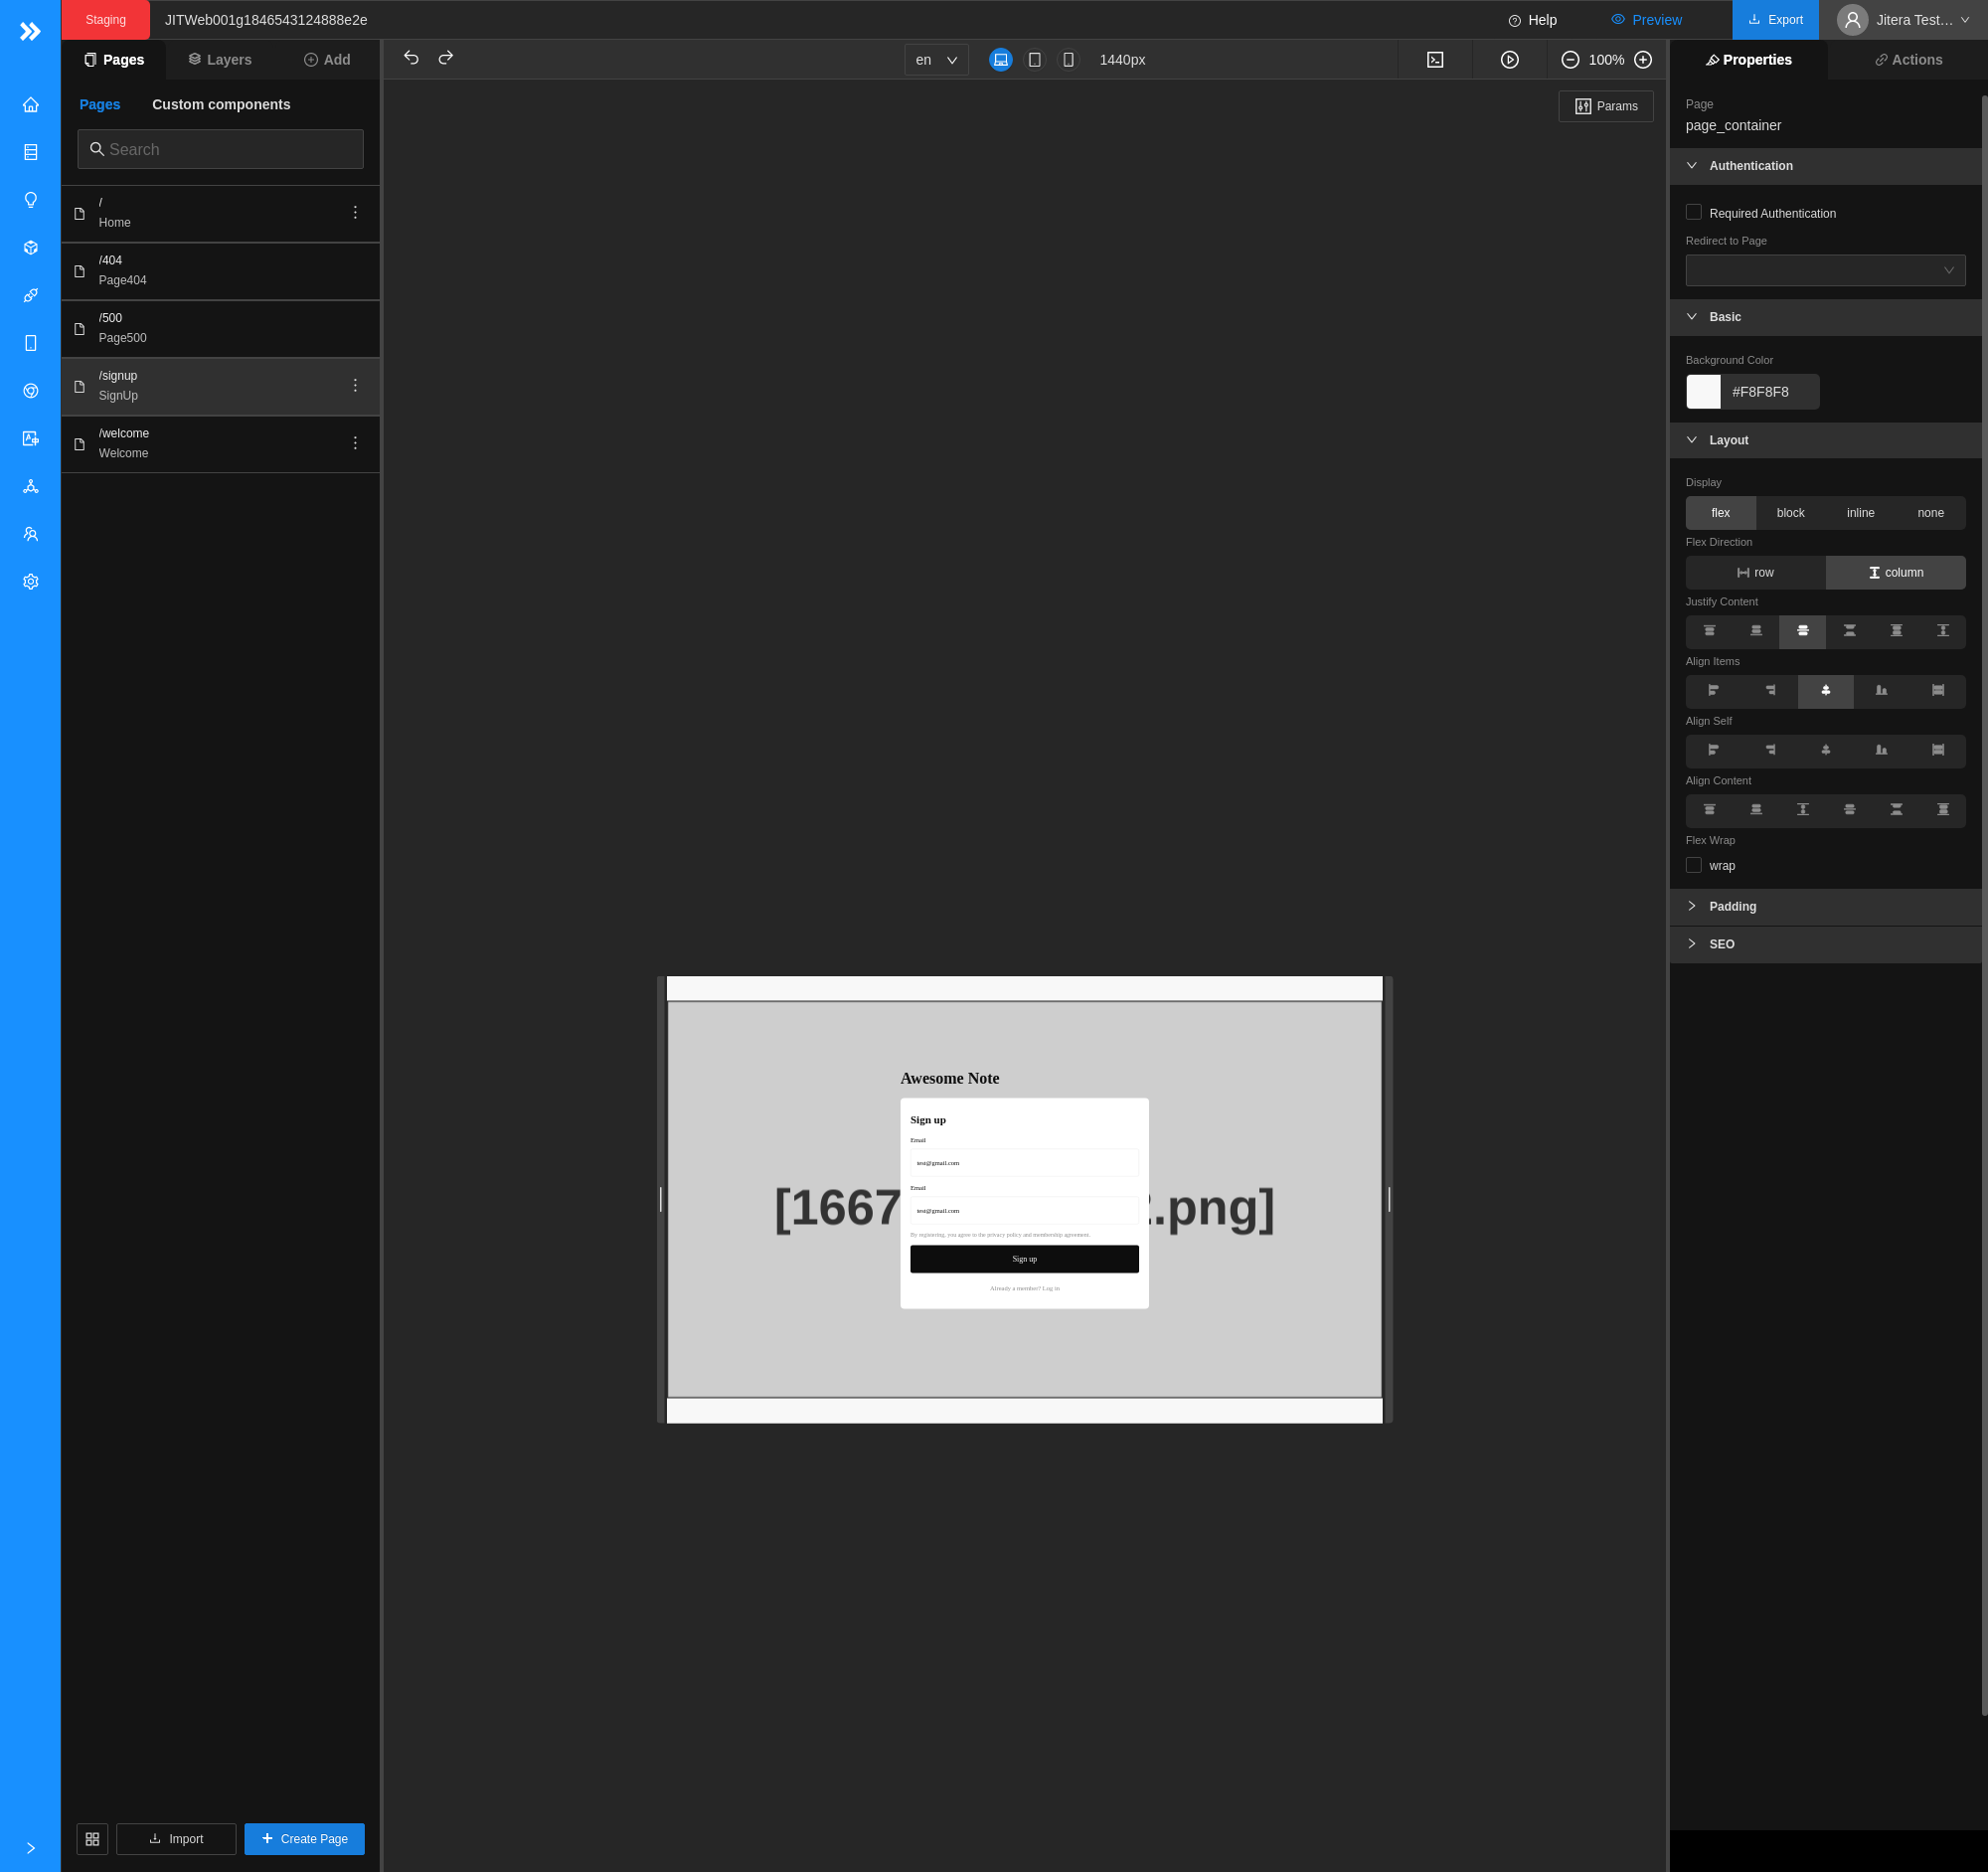 Staging
JITWeb001g1846543124888e2e
Help
Preview
Export
Jitera Test...
Pages
Layers
Add
en
1440px
100%
Properties
Actions
Pages
Custom components
Search
/
Home
/404
Page404
/500
Page500
/signup
SignUp
/welcome
Welcome
Import
Create Page
Params
Awesome Note
Sign up
Email
test@gmail.com
Email
test@gmail.com
[1667
.png]
By registering, you agree to the privacy policy and membership agreement.
Sign up
Already a member? Log in
Page
page_container
Authentication
Required Authentication
Redirect to Page
Basic
Background Color
#F8F8F8
Layout
Display
flex
block
inline
none
Flex Direction
row
column
Justify Content
Align Items
Align Self
Align Content
Flex Wrap
wrap
Padding
SEO